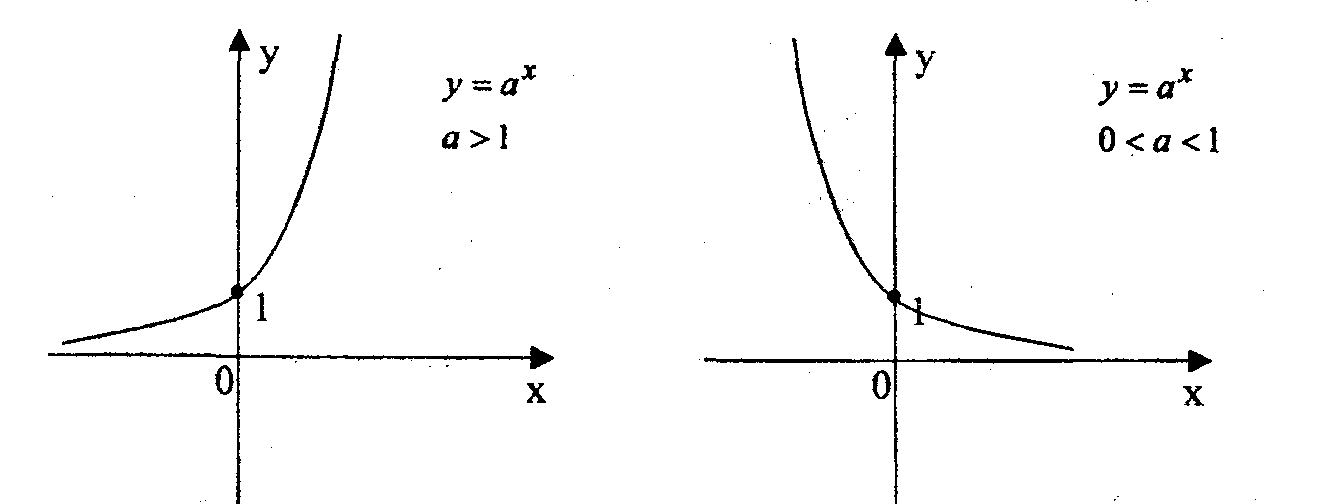 y
y = a^x
a > 1
1
0
x
y
y = a^x
0 < a < 1
1
0
x